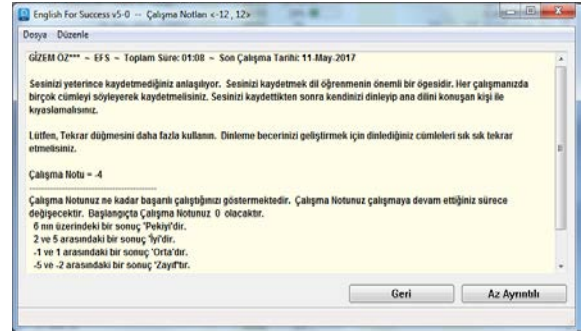 English For Success v5-0 -- Çalışma Notları <-12 , 12>
Dosya Düzenle
GİZEM ÖZ*** ~ EFS ~ Toplam Süre: 01:08 ~ Son Çalışma Tarihi: 11-May-2017
Sesinizi yeterince kaydetmediğiniz anlaşılıyor. Sesinizi kaydetmek dil öğrenmenin önemli bir ögesidir. Her çalışmanızda
birçok cümleyi söyleyerek kaydetmelisiniz. Sesinizi kaydettikten sonra kendinizi dinleyip ana dilini konuşan kişi ile
kıyaslamalısınız.
Lütfen, Tekrar düğmesini daha fazla kullanın. Dinleme becerinizi geliştirmek için dinlediğiniz cümleleri sık sık tekrar
etmelisiniz.
Çalışma Notu = -4
--------------------------------------------
Çalışma Notunuz ne kadar başarılı çalıştığınızı göstermektedir. Çalışma Notunuz çalışmaya devam ettiğiniz sürece
değişecektir. Başlangıçta Çalışma Notunuz 0 olacaktır.
6 nın üzerindeki bir sonuç 'Pekiyi'dir.
2 ve 5 arasındaki bir sonuç 'İyi'dir.
-1 ve 1 arasındaki bir sonuç 'Orta'dır.
-5 ve -2 arasındaki bir sonuç 'Zayıf'tır.
Geri Az Ayrıntılı